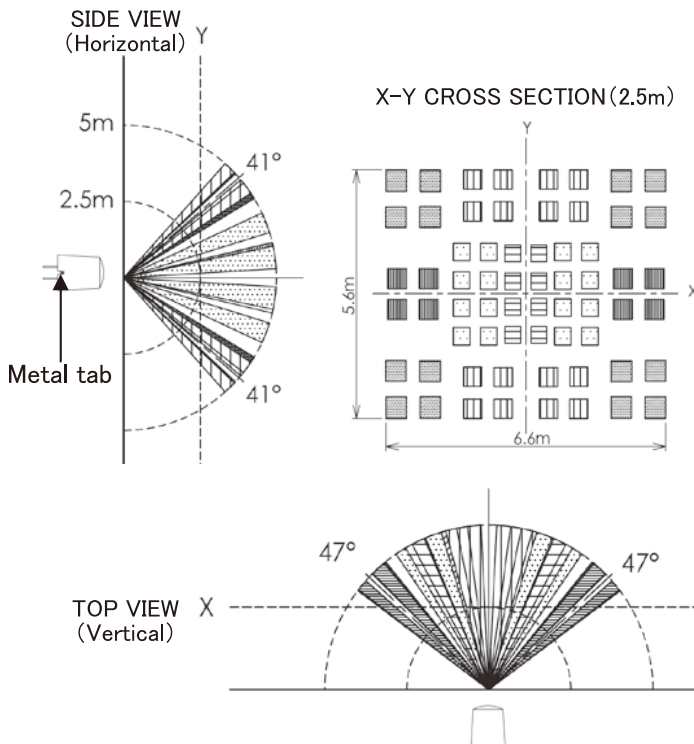 SIDE VIEW
(Horizontal)
Y
5m
2.5m
41°
41°
Metal tab
X-Y CROSS SECTION(2.5m)
Y
X
5.6m
6.6m
47°
47°
TOP VIEW
(Vertical)
X